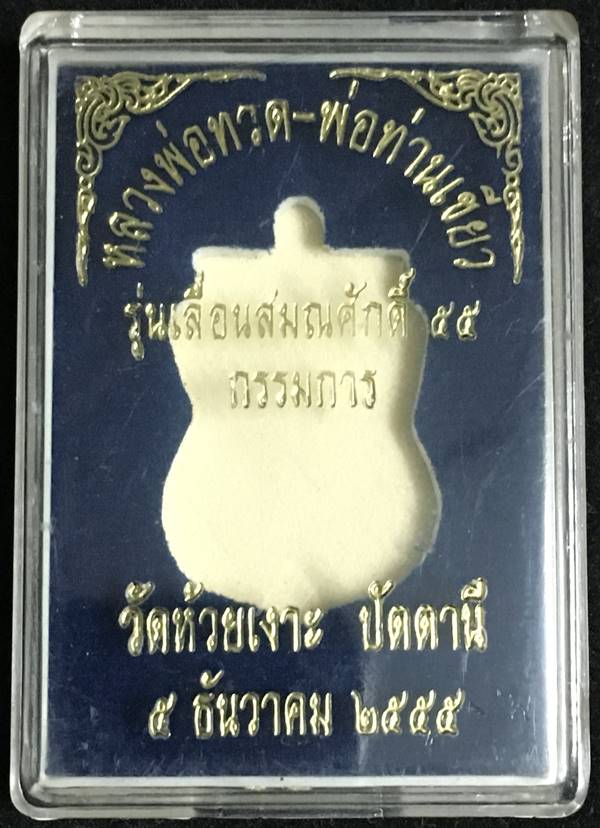 หลวงพ่อทวด-พ่อท่านเขียว
รุ่นเลื่อนสมณศักดิ์ ๕๕
กรรมการ
วัดห้วยเงาะ ปัตตานี
๕ ธันวาคม ๒๕๕๕